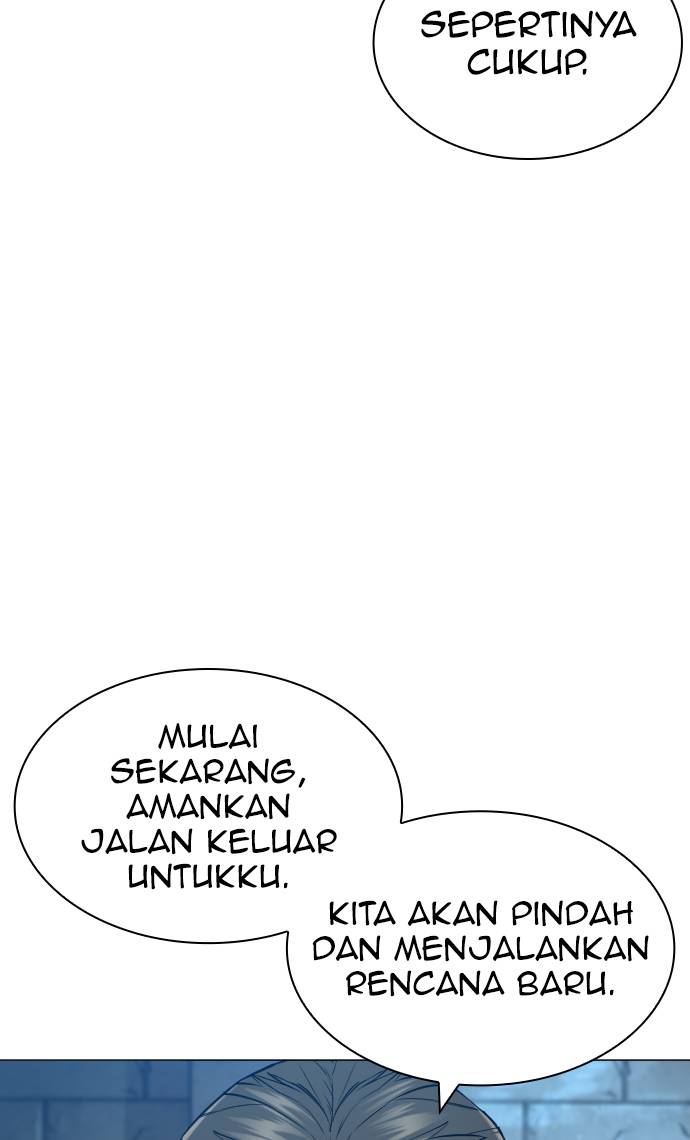 SEPERTINYA
CUKUP.
MULAI
SEKARANG,
AMANKAN
JALAN KELUAR
UNTUKKU.
KITA AKAN PINDAH
DAN MENJALANKAN
RENCANA BARU.